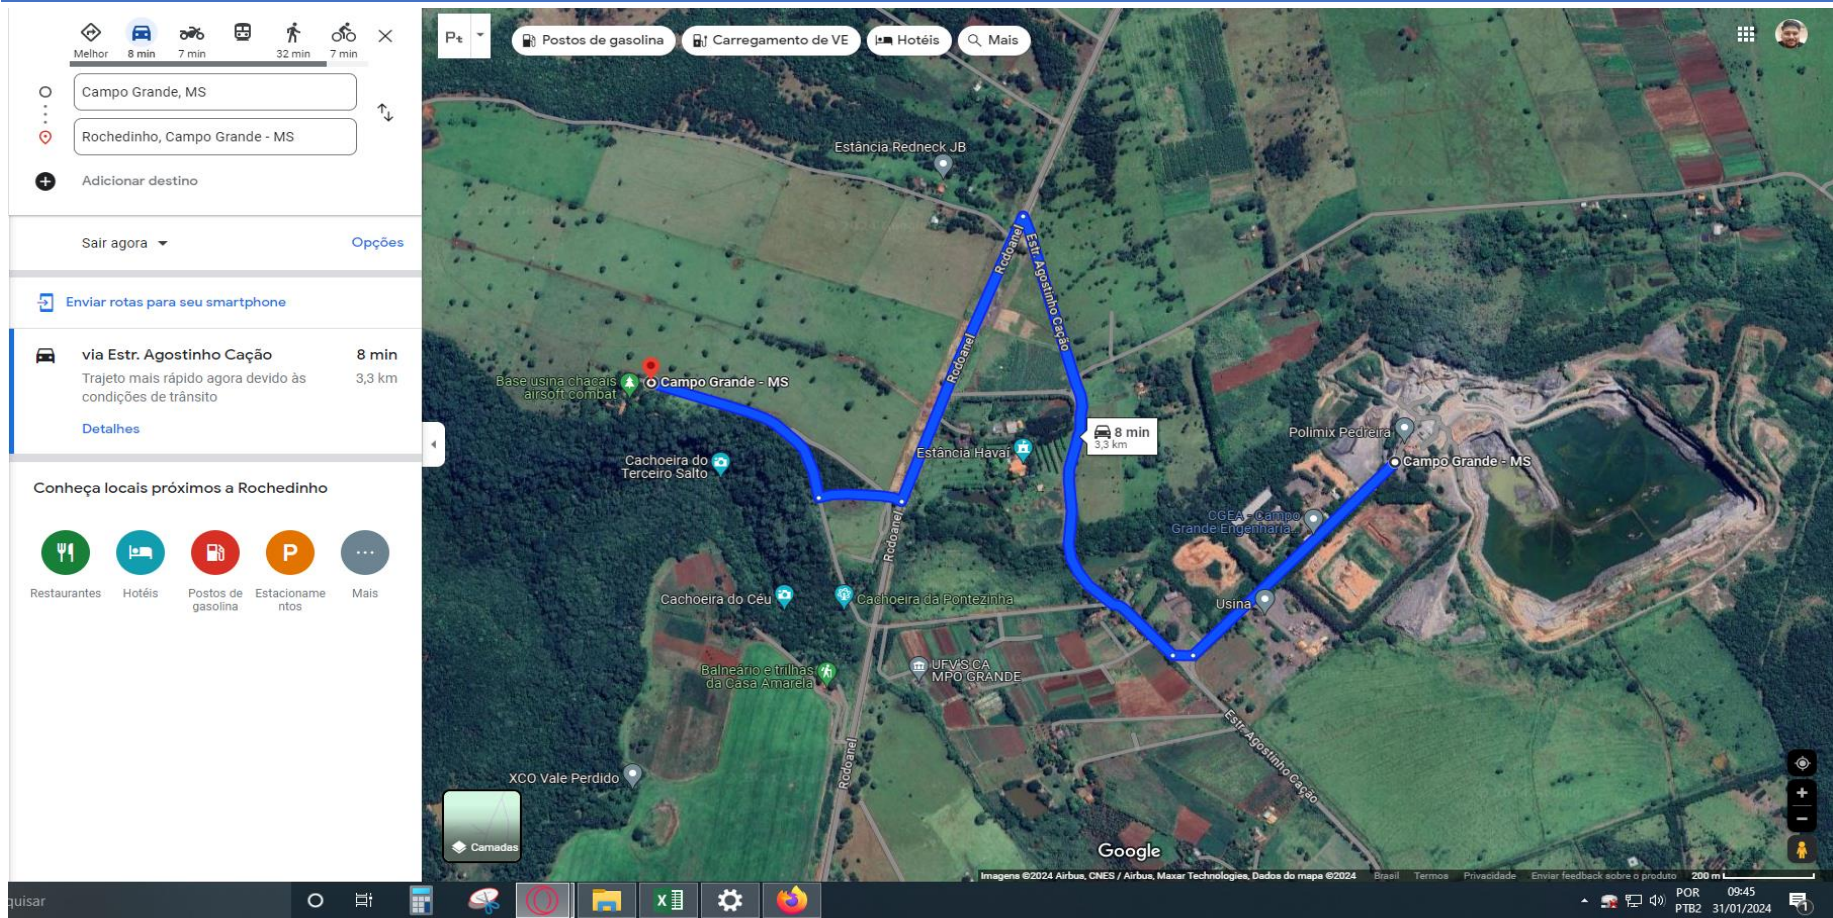 Melhor
8 min
7 min
32 min
7 min
Campo Grande, MS
Rochedinho, Campo Grande - MS
Adicionar destino
Sair agora
Opções
Enviar rotas para seu smartphone
via Estr. Agostinho Cação
8 min
Trajeto mais rápido agora devido às
condições de trânsito
3,3 km
Detalhes
Conheça locais próximos a Rochedinho
Restaurantes
Hotéis
Postos de
gasolina
Estacioname
ntos
Mais
Postos de gasolina
Carregamento de VE
Hotéis
Mais
Estância Redneck JB
Rodoanel
Estr. Agostinho Cação
Rodoanel
Base usina chacais
airsoft combat
Campo Grande - MS
8 min
3,3 km
Polimix Pedreira
Campo Grande - MS
Estância Havaí
Cachoeira do
Terceiro Salto
CGEA - Campo
Grande Engenharia...
Rodoanel
Cachoeira do Céu
Cachoeira da Pontezinha
Usina
Balneário e trilhas
da Casa Amarela
UFV'S CA
MPO GRANDE
Estr. Agostinho Cação
Rodoanel
XCO Vale Perdido
Camadas
Google
Imagens ©2024 Airbus, CNES / Airbus, Maxar Technologies, Dados do mapa ©2024
Brasil
Termos
Privacidade
Enviar feedback sobre o produto
200 m
quisar
POR
PTB2
09:45
31/01/2024
1